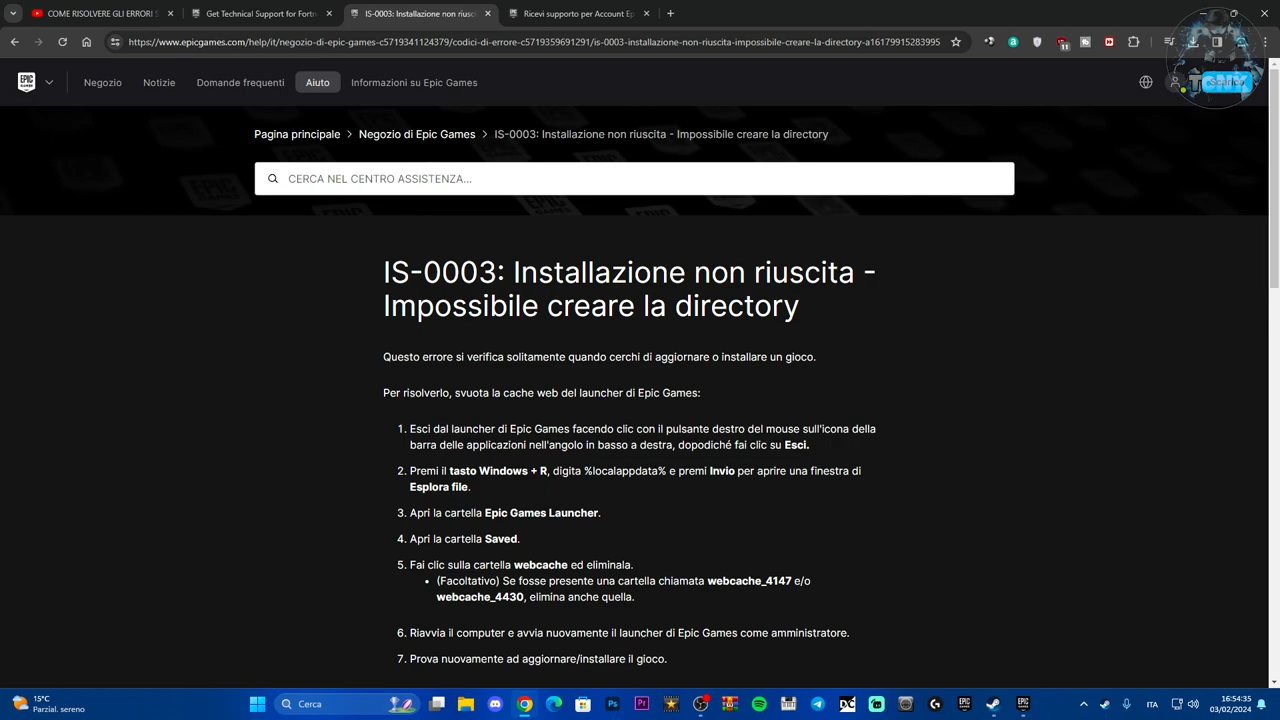 COME RISOLVERE GLI ERRORI S
Get Technical Support for Fortn
IS-0003: Installazione non riusc
Ricevi supporto per Account Ep
https://www.epicgames.com/help/it/negozio-di-epic-games-c5719341124379/codici-di-errore-c5719359691291/is-0003-installazione-non-riuscita-impossibile-creare-la-directory-a16179915283995
11
EPIC GAMES
Negozio
Notizie
Domande frequenti
Aiuto
Informazioni su Epic Games
Pagina principale > Negozio di Epic Games > IS-0003: Installazione non riuscita - Impossibile creare la directory
CERCA NEL CENTRO ASSISTENZA...
IS-0003: Installazione non riuscita -
Impossibile creare la directory
Questo errore si verifica solitamente quando cerchi di aggiornare o installare un gioco.
Per risolverlo, svuota la cache web del launcher di Epic Games:
1. Esci dal launcher di Epic Games facendo clic con il pulsante destro del mouse sull'icona della
barra delle applicazioni nell'angolo in basso a destra, dopodiché fai clic su Esci.
2. Premi il tasto Windows + R, digita %localappdata% e premi Invio per aprire una finestra di
Esplora file.
3. Apri la cartella Epic Games Launcher.
4. Apri la cartella Saved.
5. Fai clic sulla cartella webcache ed eliminala.
• (Facoltativo) Se fosse presente una cartella chiamata webcache_4147 e/o
webcache_4430, elimina anche quella.
6. Riavvia il computer e avvia nuovamente il launcher di Epic Games come amministratore.
7. Prova nuovamente ad aggiornare/installare il gioco.
15°C
Parzial. sereno
Cerca
Ps
Pr
ITA
16:54:35
03/02/2024